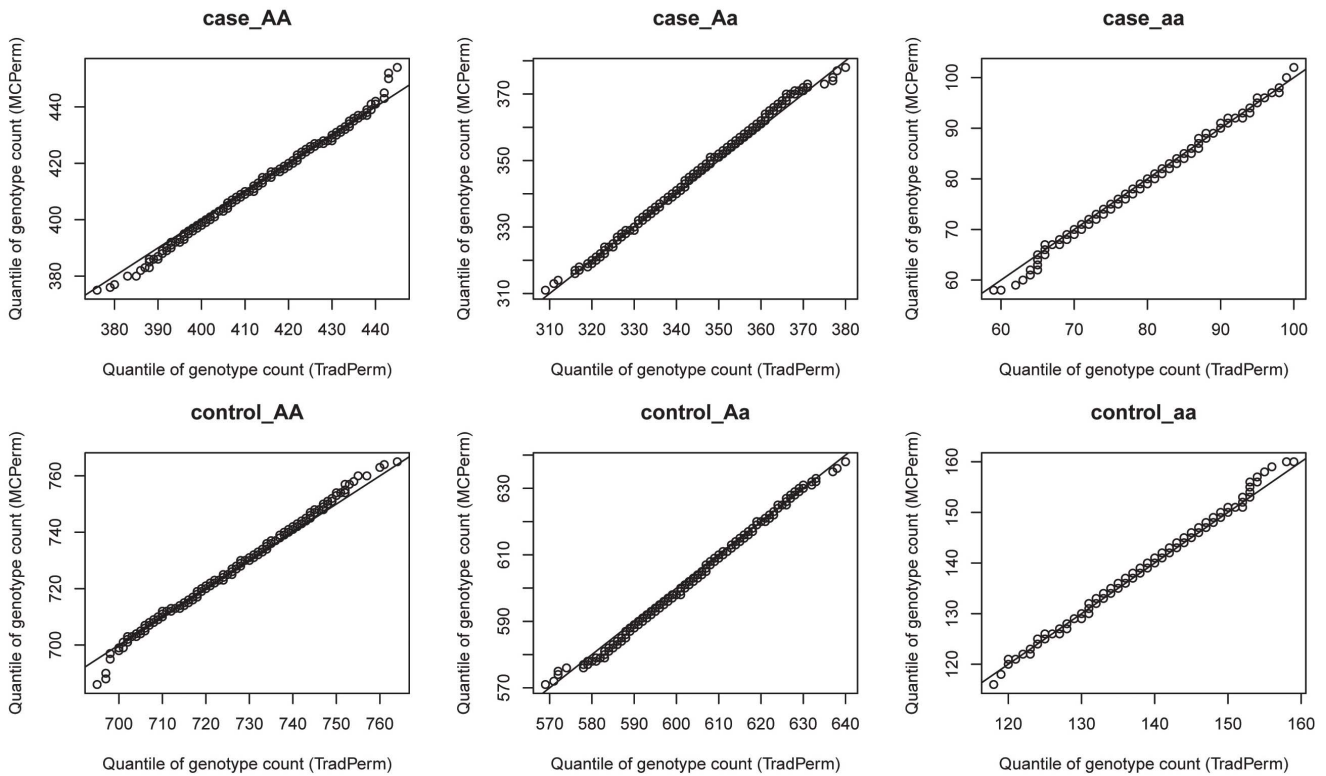 case_AA
case_Aa
case_aa
Quantile of genotype count (MCPerm)
380 400 420 440
380 390 400 410 420 430 440
Quantile of genotype count (TradPerm)
Quantile of genotype count (MCPerm)
310 330 350 370
310 320 330 340 350 360 370 380
Quantile of genotype count (TradPerm)
Quantile of genotype count (MCPerm)
60 70 80 90 100
60 70 80 90 100
Quantile of genotype count (TradPerm)
control_AA
control_Aa
control_aa
Quantile of genotype count (MCPerm)
700 720 740 760
700 710 720 730 740 750 760
Quantile of genotype count (TradPerm)
Quantile of genotype count (MCPerm)
570 590 610 630
570 580 590 600 610 620 630 640
Quantile of genotype count (TradPerm)
Quantile of genotype count (MCPerm)
120 130 140 150 160
120 130 140 150 160
Quantile of genotype count (TradPerm)